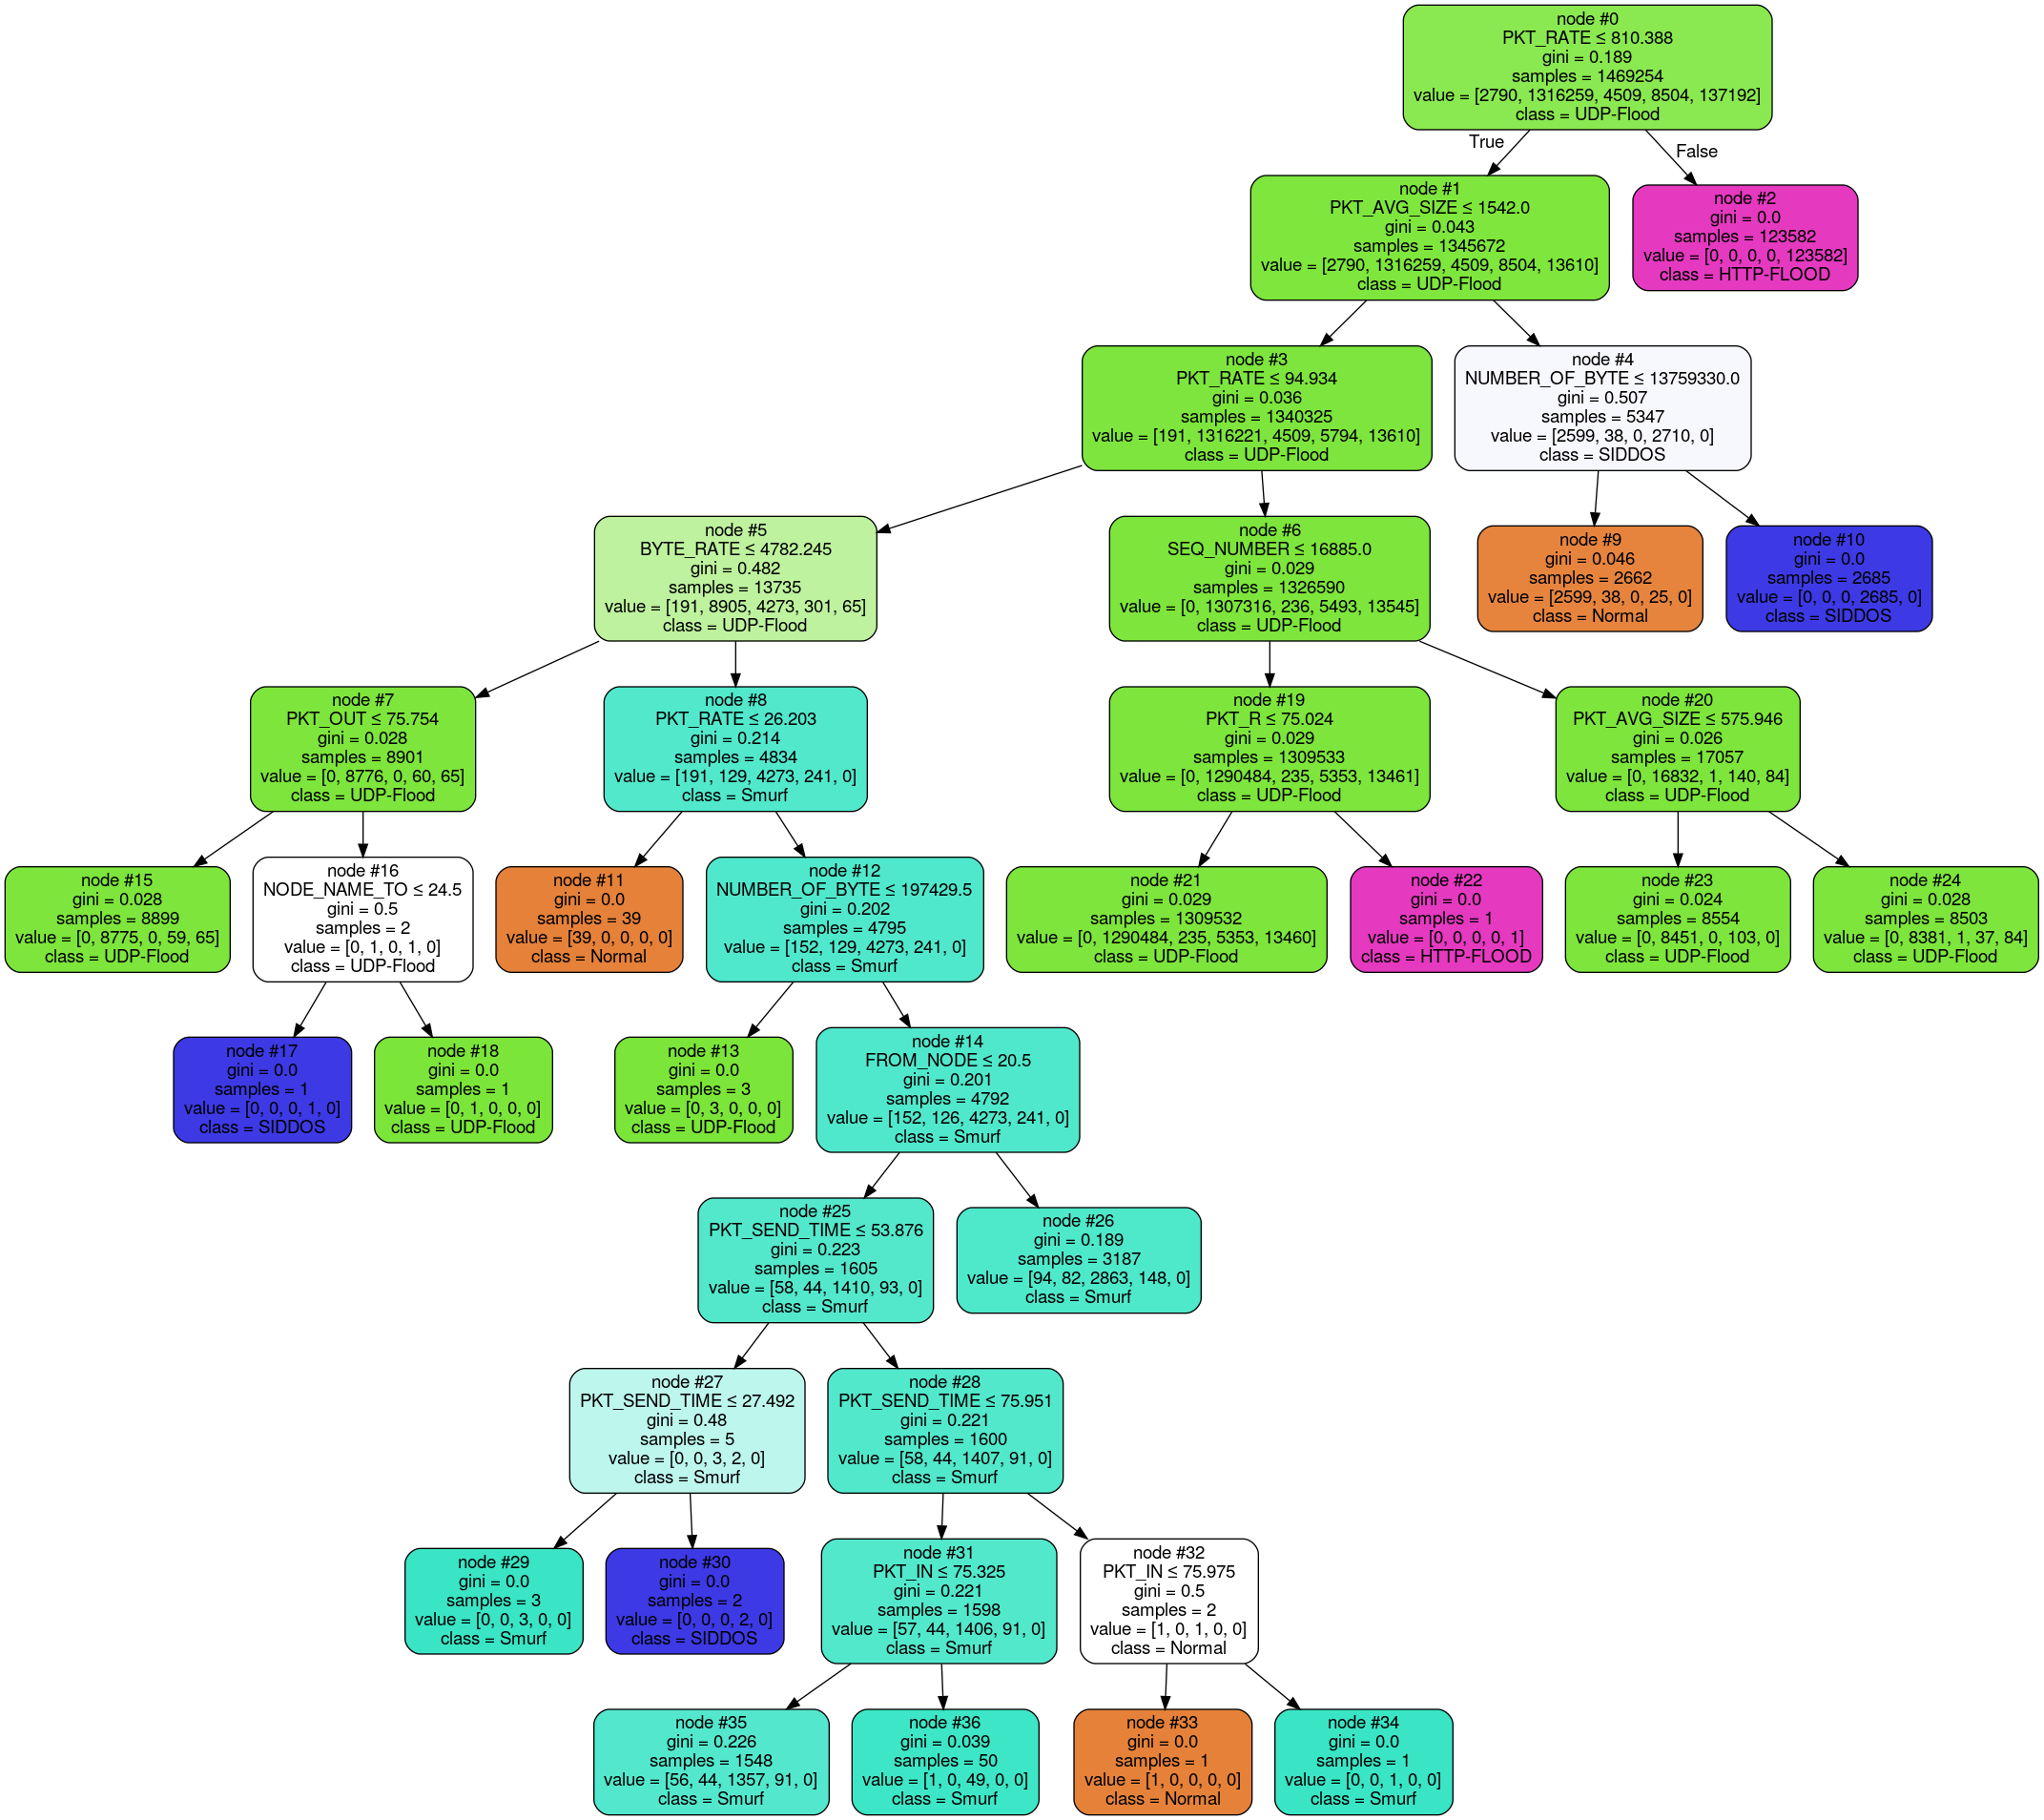 node #0
PKT_RATE ≤ 810.388
gini = 0.189
samples = 1469254
value = [2790, 1316259, 4509, 8504, 137192]
class = UDP-Flood
True
False
node #1
PKT_AVG_SIZE ≤ 1542.0
gini = 0.043
samples = 1345672
value = [2790, 1316259, 4509, 8504, 13610]
class = UDP-Flood
node #2
gini = 0.0
samples = 123582
value = [0, 0, 0, 0, 123582]
class = HTTP-FLOOD
node #3
PKT_RATE ≤ 94.934
gini = 0.036
samples = 1340325
value = [191, 1316221, 4509, 5794, 13610]
class = UDP-Flood
node #4
NUMBER_OF_BYTE ≤ 13759330.0
gini = 0.507
samples = 5347
value = [2599, 38, 0, 2710, 0]
class = SIDDOS
node #5
BYTE_RATE ≤ 4782.245
gini = 0.482
samples = 13735
value = [191, 8905, 4273, 301, 65]
class = UDP-Flood
node #6
SEQ_NUMBER ≤ 16885.0
gini = 0.029
samples = 1326590
value = [0, 1307316, 236, 5493, 13545]
class = UDP-Flood
node #9
gini = 0.046
samples = 2662
value = [2599, 38, 0, 25, 0]
class = Normal
node #10
gini = 0.0
samples = 2685
value = [0, 0, 0, 2685, 0]
class = SIDDOS
node #7
PKT_OUT ≤ 75.754
gini = 0.028
samples = 8901
value = [0, 8776, 0, 60, 65]
class = UDP-Flood
node #8
PKT_RATE ≤ 26.203
gini = 0.214
samples = 4834
value = [191, 129, 4273, 241, 0]
class = Smurf
node #19
PKT_R ≤ 75.024
gini = 0.029
samples = 1309533
value = [0, 1290484, 235, 5353, 13461]
class = UDP-Flood
node #20
PKT_AVG_SIZE ≤ 575.946
gini = 0.026
samples = 17057
value = [0, 16832, 1, 140, 84]
class = UDP-Flood
node #15
gini = 0.028
samples = 8899
value = [0, 8775, 0, 59, 65]
class = UDP-Flood
node #16
NODE_NAME_TO ≤ 24.5
gini = 0.5
samples = 2
value = [0, 1, 0, 1, 0]
class = UDP-Flood
node #11
gini = 0.0
samples = 39
value = [39, 0, 0, 0, 0]
class = Normal
node #12
NUMBER_OF_BYTE ≤ 197429.5
gini = 0.202
samples = 4795
value = [152, 129, 4273, 241, 0]
class = Smurf
node #21
gini = 0.029
samples = 1309532
value = [0, 1290484, 235, 5353, 13460]
class = UDP-Flood
node #22
gini = 0.0
samples = 1
value = [0, 0, 0, 0, 1]
class = HTTP-FLOOD
node #23
gini = 0.024
samples = 8554
value = [0, 8451, 0, 103, 0]
class = UDP-Flood
node #24
gini = 0.028
samples = 8503
value = [0, 8381, 1, 37, 84]
class = UDP-Flood
node #17
gini = 0.0
samples = 1
value = [0, 0, 0, 1, 0]
class = SIDDOS
node #18
gini = 0.0
samples = 1
value = [0, 1, 0, 0, 0]
class = UDP-Flood
node #13
gini = 0.0
samples = 3
value = [0, 3, 0, 0, 0]
class = UDP-Flood
node #14
FROM_NODE ≤ 20.5
gini = 0.201
samples = 4792
value = [152, 126, 4273, 241, 0]
class = Smurf
node #25
PKT_SEND_TIME ≤ 53.876
gini = 0.223
samples = 1605
value = [58, 44, 1410, 93, 0]
class = Smurf
node #26
gini = 0.189
samples = 3187
value = [94, 82, 2863, 148, 0]
class = Smurf
node #27
PKT_SEND_TIME ≤ 27.492
gini = 0.48
samples = 5
value = [0, 0, 3, 2, 0]
class = Smurf
node #28
PKT_SEND_TIME ≤ 75.951
gini = 0.221
samples = 1600
value = [58, 44, 1407, 91, 0]
class = Smurf
node #29
gini = 0.0
samples = 3
value = [0, 0, 3, 0, 0]
class = Smurf
node #30
gini = 0.0
samples = 2
value = [0, 0, 0, 2, 0]
class = SIDDOS
node #31
PKT_IN ≤ 75.325
gini = 0.221
samples = 1598
value = [57, 44, 1406, 91, 0]
class = Smurf
node #32
PKT_IN ≤ 75.975
gini = 0.5
samples = 2
value = [1, 0, 1, 0, 0]
class = Normal
node #35
gini = 0.226
samples = 1548
value = [56, 44, 1357, 91, 0]
class = Smurf
node #36
gini = 0.039
samples = 50
value = [1, 0, 49, 0, 0]
class = Smurf
node #33
gini = 0.0
samples = 1
value = [1, 0, 0, 0, 0]
class = Normal
node #34
gini = 0.0
samples = 1
value = [0, 0, 1, 0, 0]
class = Smurf